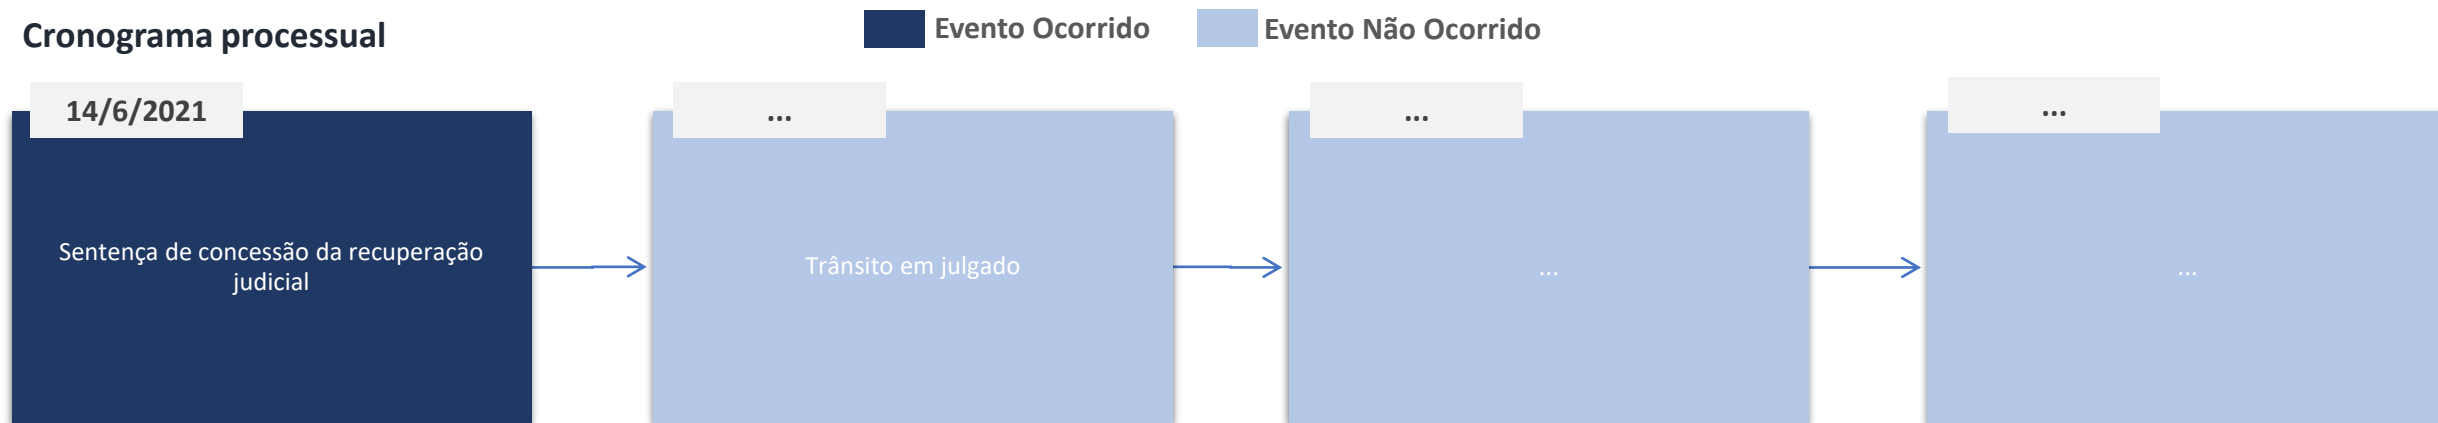 Cronograma processual
Evento Ocorrido
Evento Não Ocorrido
14/6/2021
...
...
...
Sentença de concessão da recuperação
judicial
Trânsito em julgado
...
...